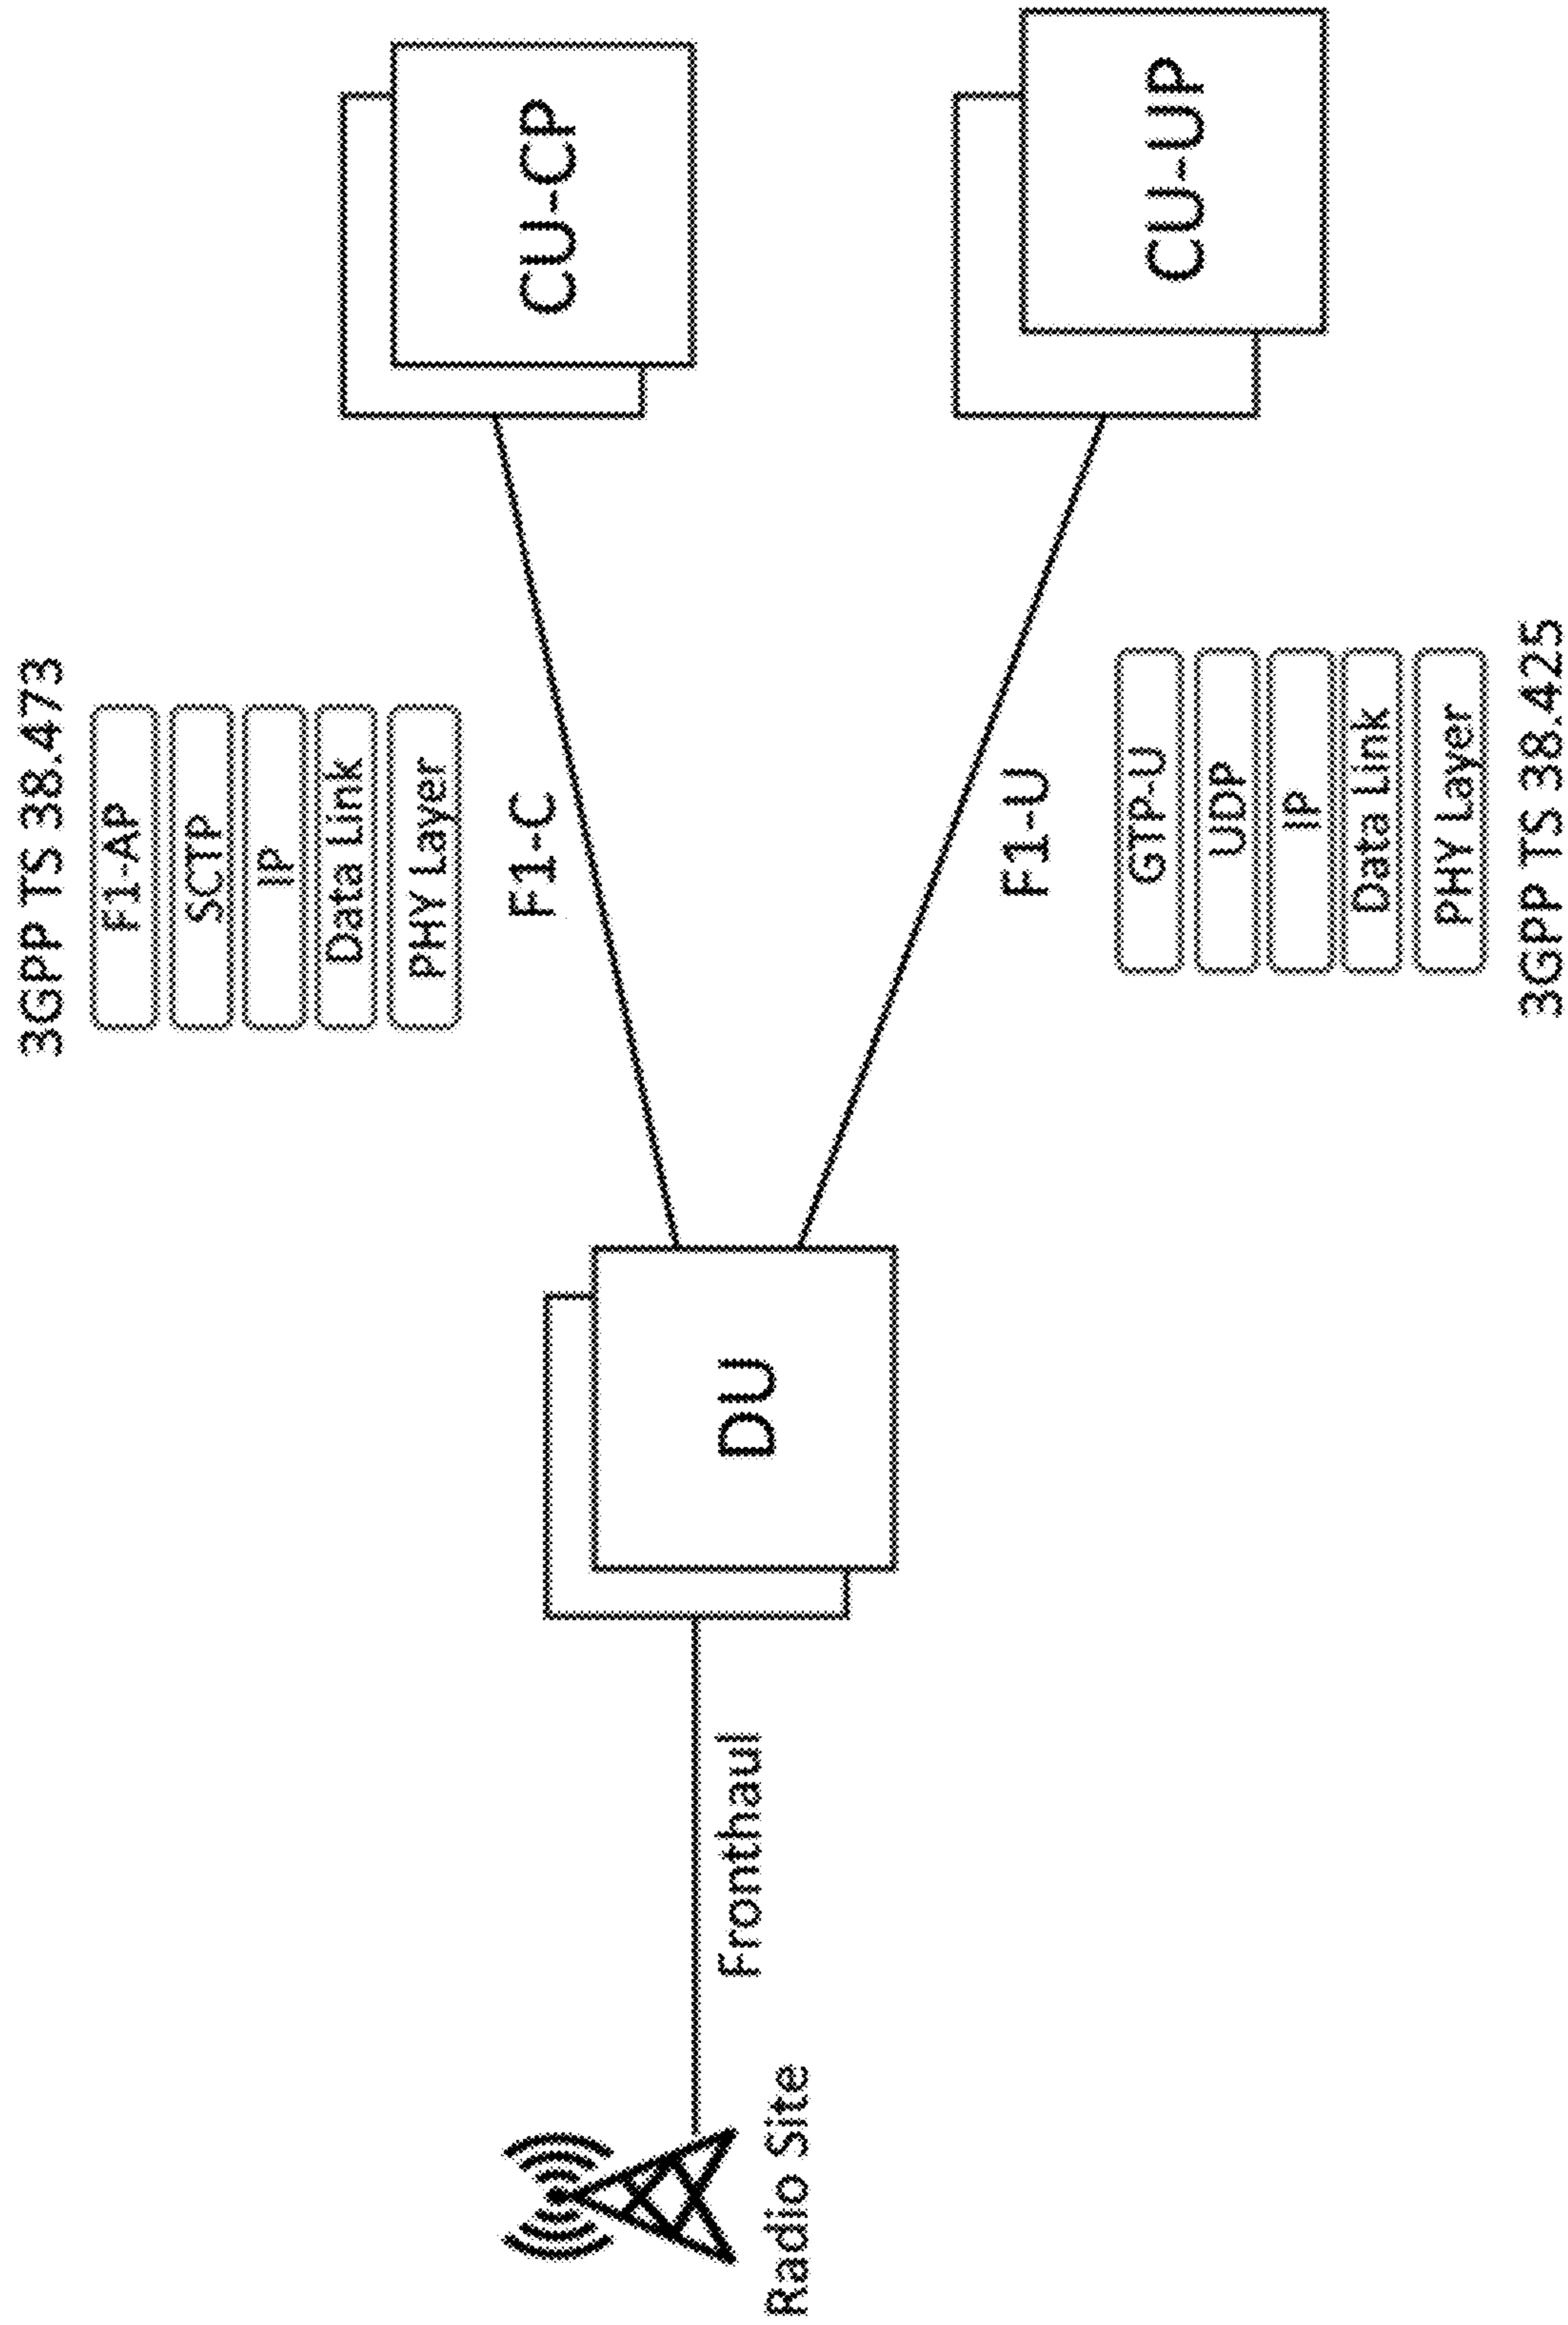 3GPP TS 38.473
F1-AP
SCTP
IP
Data Link
PHY Layer
F1-C
CU-CP
DU
Fronthaul
Radio Site
F1-U
CU-UP
GTP-U
UDP
IP
Data Link
PHY Layer
3GPP TS 38.425